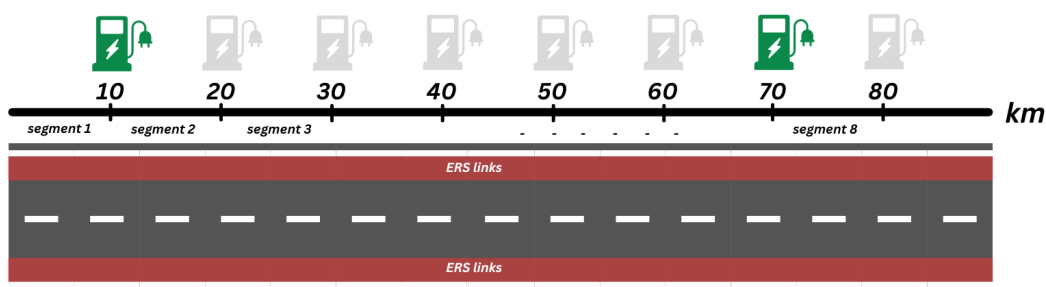 10 20 30 40 50 60 70 80
km
segment 1 segment 2 segment 3 - - - - - - segment 8
ERS links
ERS links